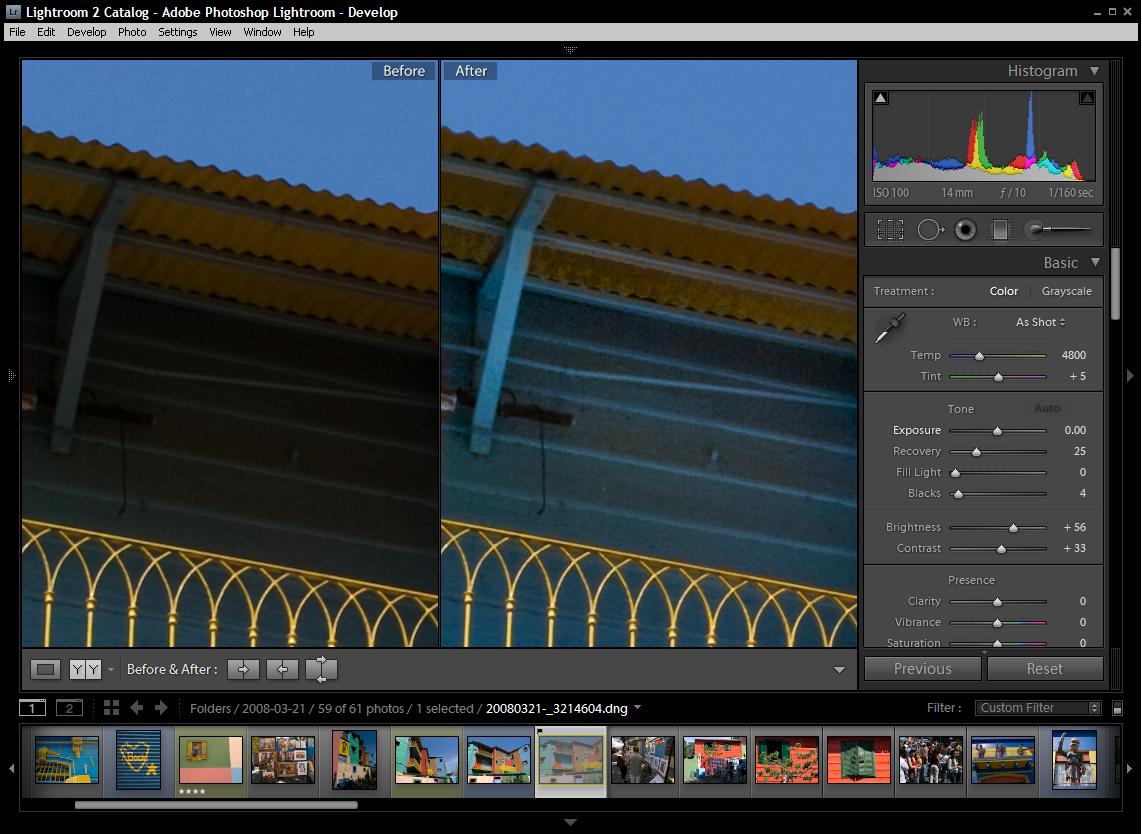 Lr Lightroom 2 Catalog - Adobe Photoshop Lightroom - Develop
File Edit Develop Photo Settings View Window Help
Before After
Histogram
ISO 100 14 mm f / 10 1/160 sec
Basic
Treatment : Color Grayscale
WB : As Shot
Temp 4800
Tint + 5
Tone Auto
Exposure 0.00
Recovery 25
Fill Light 0
Blacks 4
Brightness + 56
Contrast + 33
Presence
Clarity 0
Vibrance 0
Saturation 0
Y Y Before & After :
Previous Reset
1 2 Folders / 2008-03-21 / 59 of 61 photos / 1 selected / 20080321-_3214604.dng Filter : Custom Filter
Boca